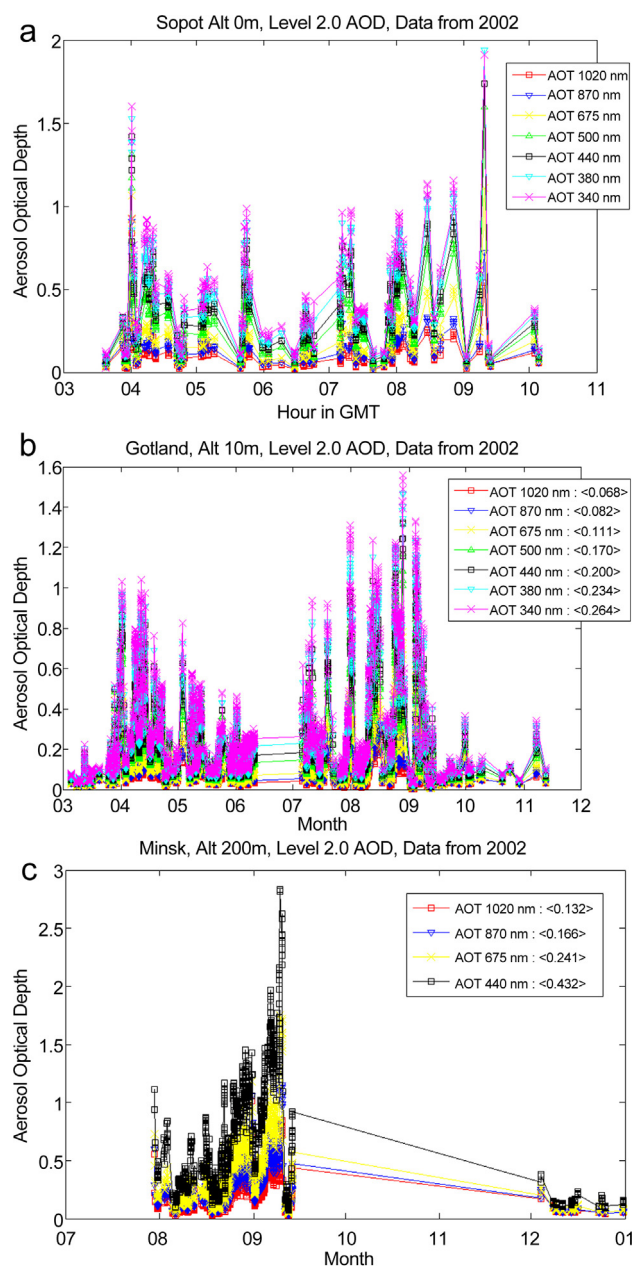 a
Sopot Alt 0m, Level 2.0 AOD, Data from 2002
2
1.5
1
0.5
0
Aerosol Optical Depth
AOT 1020 nm
AOT 870 nm
AOT 675 nm
AOT 500 nm
AOT 440 nm
AOT 380 nm
AOT 340 nm
03 04 05 06 07 08 09 10 11
Hour in GMT
b
Gotland, Alt 10m, Level 2.0 AOD, Data from 2002
1.6
1.4
1.2
1
0.8
0.6
0.4
0.2
0
Aerosol Optical Depth
AOT 1020 nm : <0.068>
AOT 870 nm : <0.082>
AOT 675 nm : <0.111>
AOT 500 nm : <0.170>
AOT 440 nm : <0.200>
AOT 380 nm : <0.234>
AOT 340 nm : <0.264>
03 04 05 06 07 08 09 10 11 12
Month
c
Minsk, Alt 200m, Level 2.0 AOD, Data from 2002
3
2.5
2
1.5
1
0.5
0
Aerosol Optical Depth
AOT 1020 nm : <0.132>
AOT 870 nm : <0.166>
AOT 675 nm : <0.241>
AOT 440 nm : <0.432>
07 08 09 10 11 12 01
Month